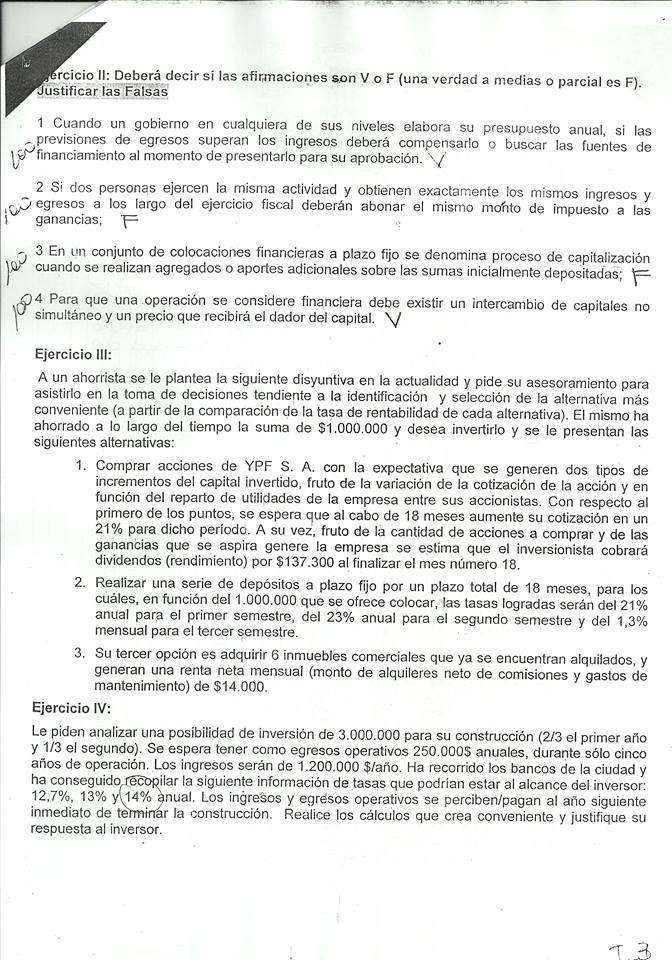 ercicio II: Deberá decir si las afirmaciones son V o F (una verdad a medias o parcial es F).
Justificar las Falsas
1 Cuando un gobierno en cualquiera de sus niveles elabora su presupuesto anual, si las
previsiones de egresos superan los ingresos deberá compensarlo o buscar las fuentes de
financiamiento al momento de presentarlo para su aprobación. V
2 Si dos personas ejercen la misma actividad y obtienen exactamente los mismos ingresos y
egresos a los largo del ejercicio fiscal deberán abonar el mismo monto de impuesto a las
ganancias; F
3 En un conjunto de colocaciones financieras a plazo fijo se denomina proceso de capitalización
cuando se realizan agregados o aportes adicionales sobre las sumas inicialmente depositadas; F
4 Para que una operación se considere financiera debe existir un intercambio de capitales no
simultáneo y un precio que recibirá el dador del capital. V
Ejercicio III:
A un ahorrista se le plantea la siguiente disyuntiva en la actualidad y pide su asesoramiento para
asistirlo en la toma de decisiones tendiente a la identificación y selección de la alternativa más
conveniente (a partir de la comparación de la tasa de rentabilidad de cada alternativa). El mismo ha
ahorrado a lo largo del tiempo la suma de $1.000.000 y desea invertirlo y se le presentan las
siguientes alternativas:
1. Comprar acciones de YPF S. A. con la expectativa que se generen dos tipos de
incrementos del capital invertido, fruto de la variación de la cotización de la acción y en
función del reparto de utilidades de la empresa entre sus accionistas. Con respecto al
primero de los puntos, se espera que al cabo de 18 meses aumente su cotización en un
21% para dicho período. A su vez, fruto de la cantidad de acciones a comprar y de las
ganancias que se aspira genere la empresa se estima que el inversionista cobrará
dividendos (rendimiento) por $137.300 al finalizar el mes número 18.
2. Realizar una serie de depósitos a plazo fijo por un plazo total de 18 meses, para los
cuáles, en función del 1.000.000 que se ofrece colocar, las tasas logradas serán del 21%
anual para el primer semestre, del 23% anual para el segundo semestre y del 1,3%
mensual para el tercer semestre.
3. Su tercer opción es adquirir 6 inmuebles comerciales que ya se encuentran alquilados, y
generan una renta neta mensual (monto de alquileres neto de comisiones y gastos de
mantenimiento) de $14.000.
Ejercicio IV:
Le piden analizar una posibilidad de inversión de 3.000.000 para su construcción (2/3 el primer año
y 1/3 el segundo). Se espera tener como egresos operativos 250.000$ anuales, durante sólo cinco
años de operación. Los ingresos serán de 1.200.000 $/año. Ha recorrido los bancos de la ciudad y
ha conseguido recopilar la siguiente información de tasas que podrían estar al alcance del inversor:
12,7%, 13% y 14% anual. Los ingresos y egresos operativos se perciben/pagan al año siguiente
inmediato de terminar la construcción. Realice los cálculos que crea conveniente y justifique su
respuesta al inversor.
T.3